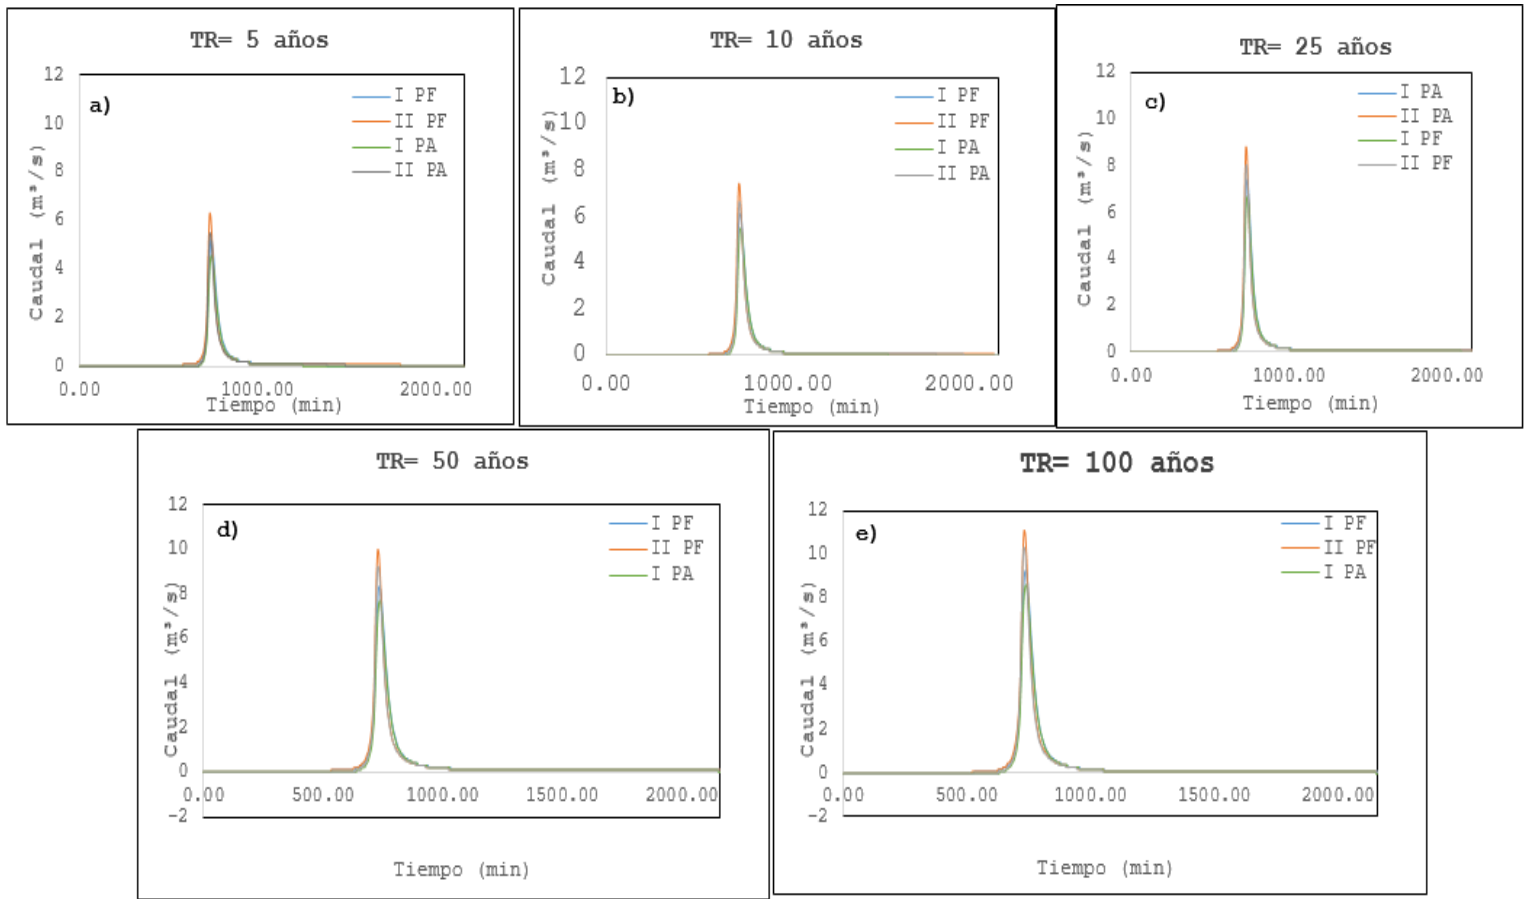 TR= 5 años
a)
12
10
8
6
4
2
0
Caudal (m³/s)
I PF
II PF
I PA
II PA
0.00 1000.00 2000.00
Tiempo (min)
TR= 10 años
b)
12
10
8
6
4
2
0
Caudal (m³/s)
I PF
II PF
I PA
II PA
0.00 1000.00 2000.00
Tiempo (min)
TR= 25 años
c)
12
10
8
6
4
2
0
Caudal (m³/s)
I PA
II PA
I PF
II PF
0.00 1000.00 2000.00
Tiempo (min)
TR= 50 años
d)
12
10
8
6
4
2
0
-2
Caudal (m³/s)
I PF
II PF
I PA
0.00 500.00 1000.00 1500.00 2000.00
Tiempo (min)
TR= 100 años
e)
12
10
8
6
4
2
0
-2
Caudal (m³/s)
I PF
II PF
I PA
0.00 500.00 1000.00 1500.00 2000.00
Tiempo (min)